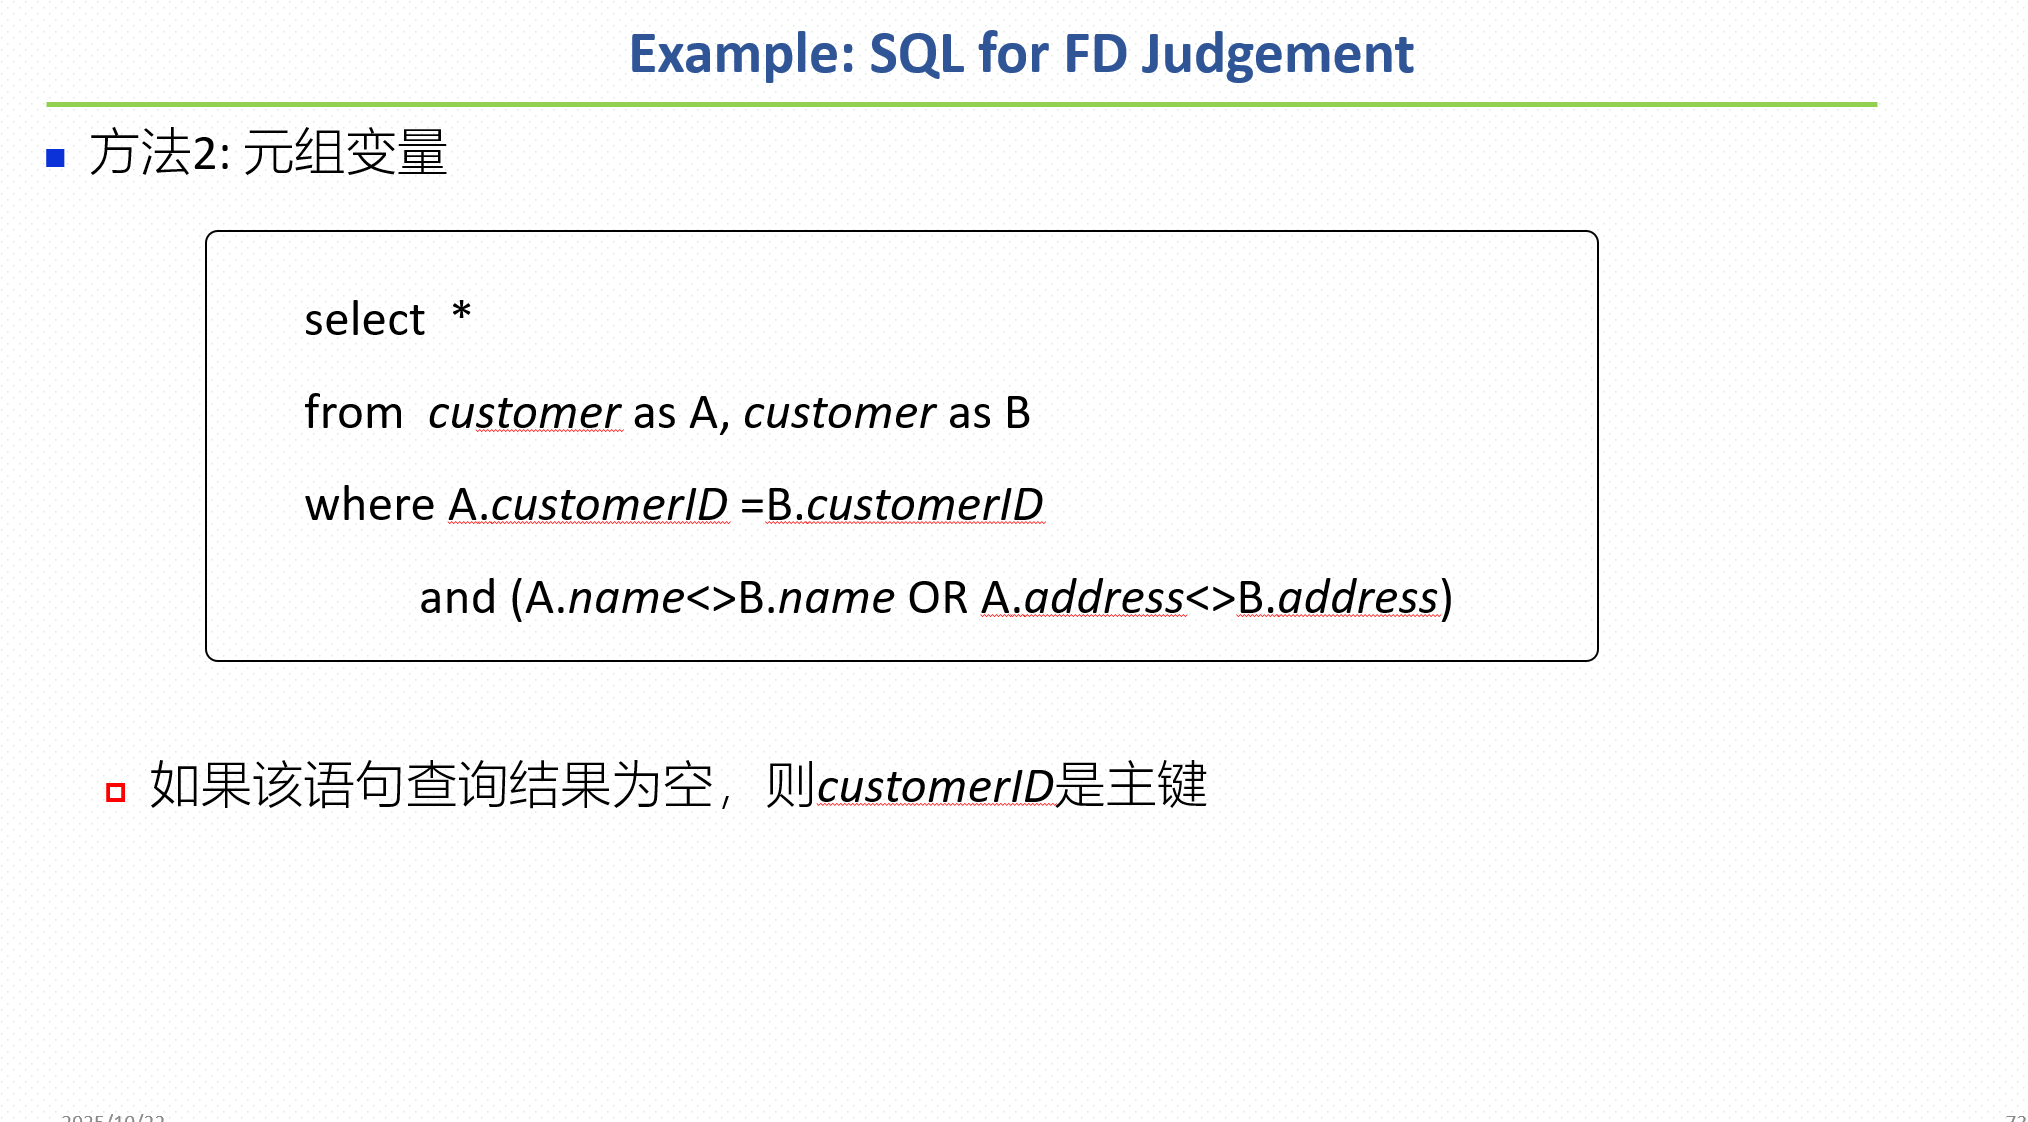 Example: SQL for FD Judgement
方法2: 元组变量
select *
from customer as A, customer as B
where A.customerID =B.customerID
and (A.name<>B.name OR A.address<>B.address)
如果该语句查询结果为空，则customerID是主键